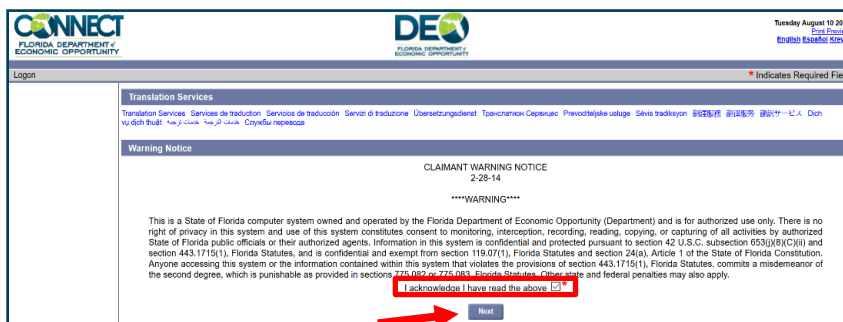 CONNECT
FLORIDA DEPARTMENT of
ECONOMIC OPPORTUNITY
DEO
FLORIDA DEPARTMENT of
ECONOMIC OPPORTUNITY
Tuesday August 10 20
Print Previ
English Español Krey
Logon
* Indicates Required Fie
Translation Services
Translation Services Services de traduction Servicios de traducción Servizi di traduzione Übersetzungsdienst Транслатион Сервицес Prevoditeljske usluge Sèvis tradiksyon 翻譯服務 翻译服务 翻訳サービス Dịch
vụ dịch thuật خدمات ترجمة خدمات الترجمة Службы перевода
Warning Notice
CLAIMANT WARNING NOTICE
2-28-14
****WARNING****
This is a State of Florida computer system owned and operated by the Florida Department of Economic Opportunity (Department) and is for authorized use only. There is no
right of privacy in this system and use of this system constitutes consent to monitoring, interception, recording, reading, copying, or capturing of all activities by authorized
State of Florida public officials or their authorized agents. Information in this system is confidential and protected pursuant to section 42 U.S.C. subsection 653(j)(8)(C)(ii) and
section 443.1715(1), Florida Statutes, and is confidential and exempt from section 119.07(1), Florida Statutes and section 24(a), Article 1 of the State of Florida Constitution.
Anyone accessing this system or the information contained within this system that violates the provisions of section 443.1715(1), Florida Statutes, commits a misdemeanor of
the second degree, which is punishable as provided in sections 775.082 or 775.083, Florida Statutes. Other state and federal penalties may also apply.
I acknowledge I have read the above *
Next